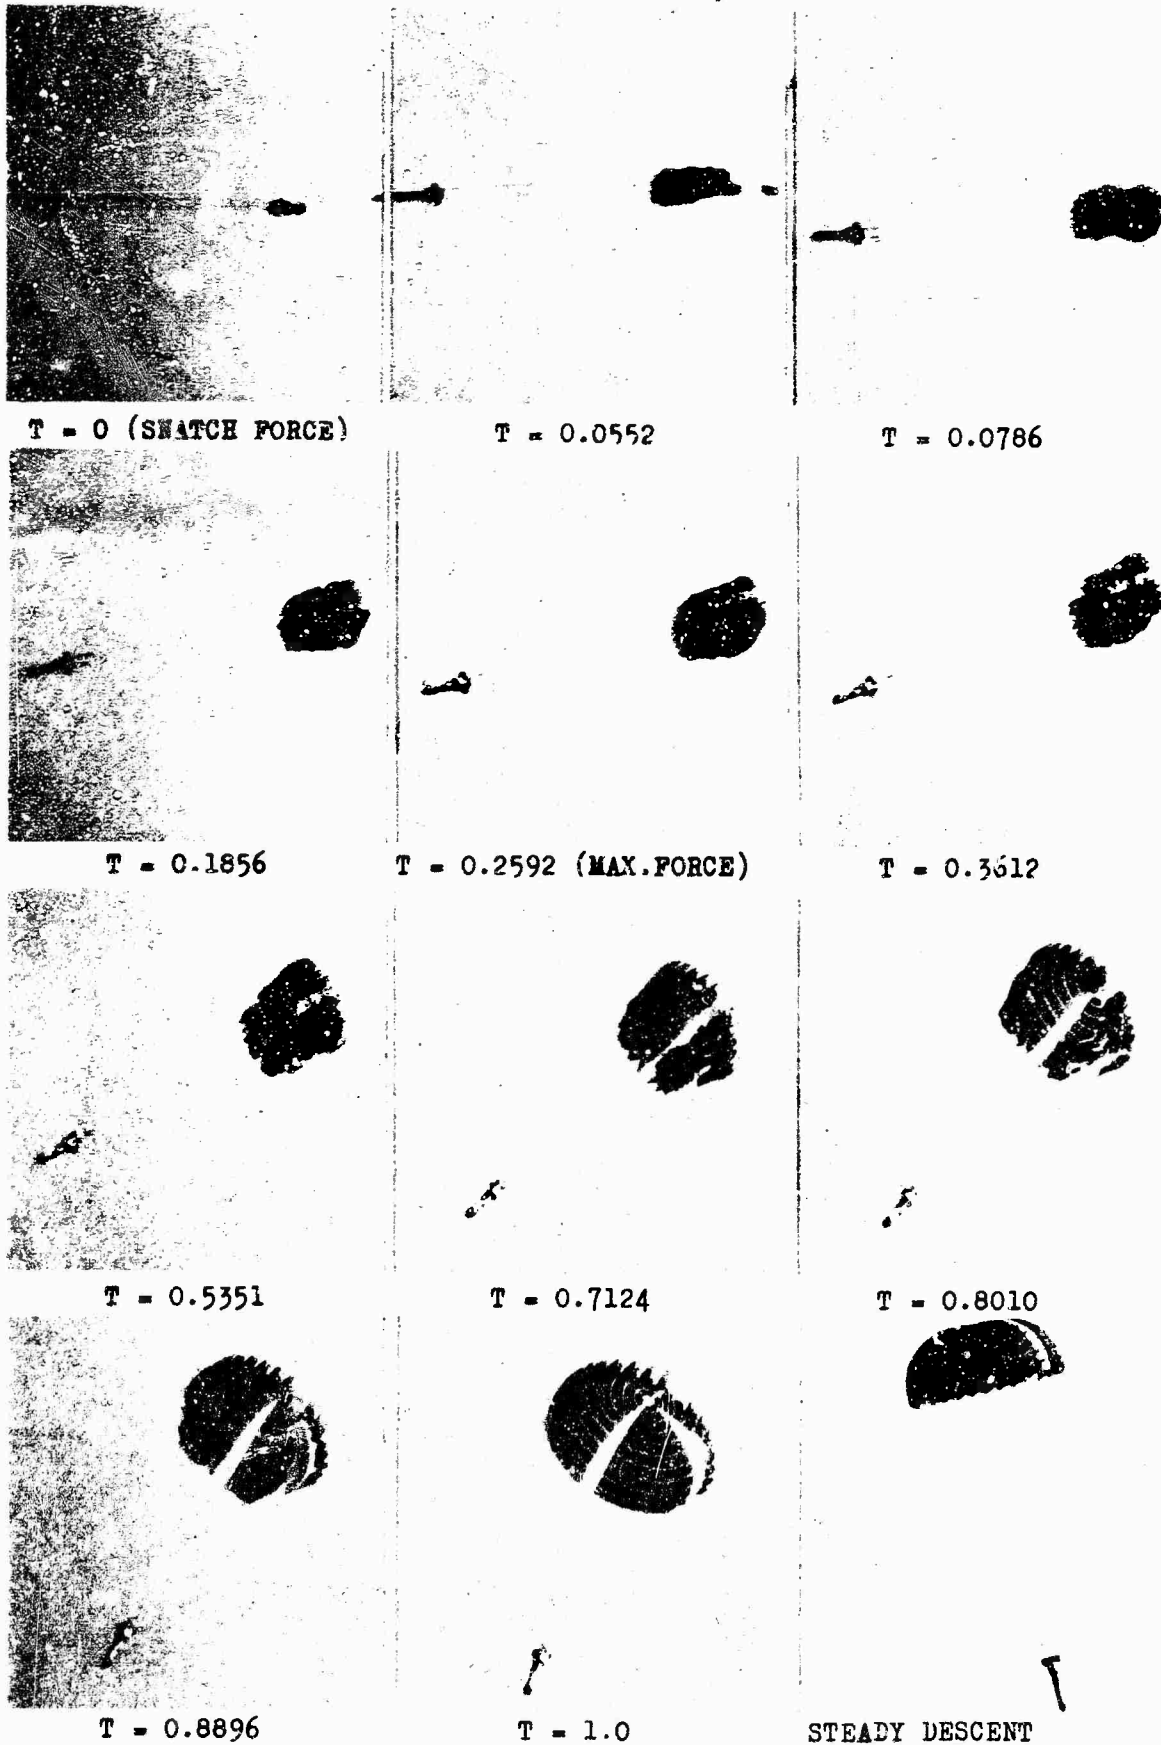 T = 0 (SNATCH FORCE)
T = 0.0552
T = 0.0786
T = 0.1856
T = 0.2592 (MAX.FORCE)
T = 0.3612
T = 0.5351
T = 0.7124
T = 0.8010
T = 0.8896
T = 1.0
STEADY DESCENT